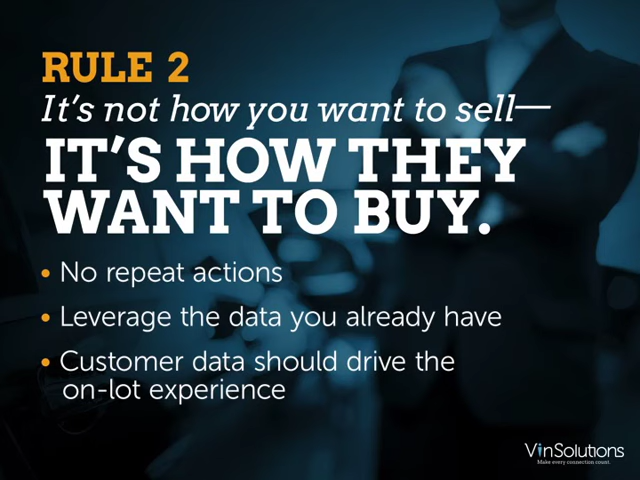 RULE 2
It's not how you want to sell—
IT'S HOW THEY
WANT TO BUY.
• No repeat actions
• Leverage the data you already have
• Customer data should drive the
on-lot experience
VinSolutions
Make every connection count.